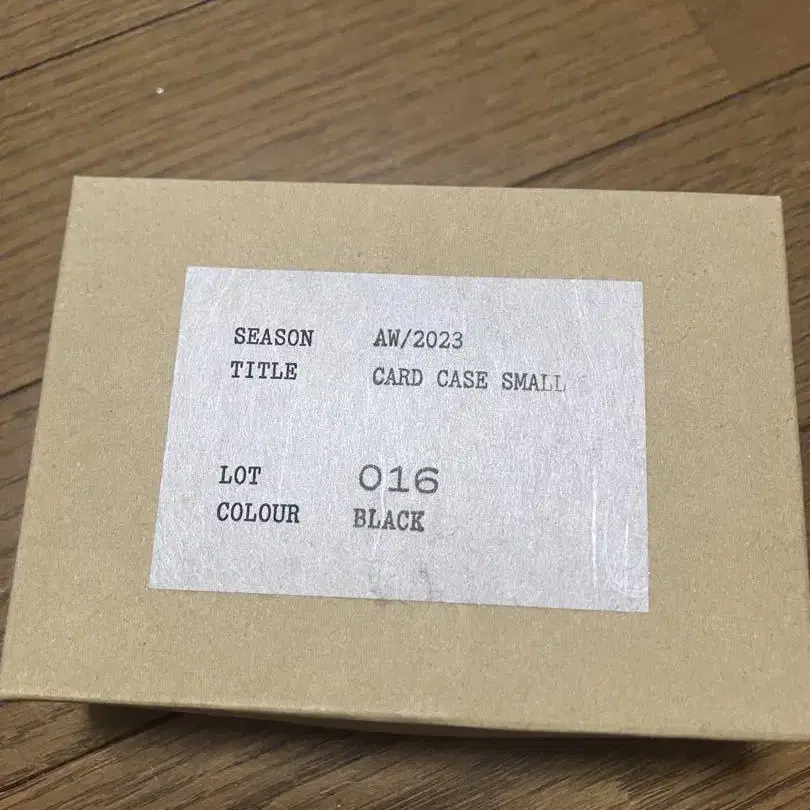 SEASON AW/2023
TITLE CARD CASE SMALL
LOT 016
COLOUR BLACK